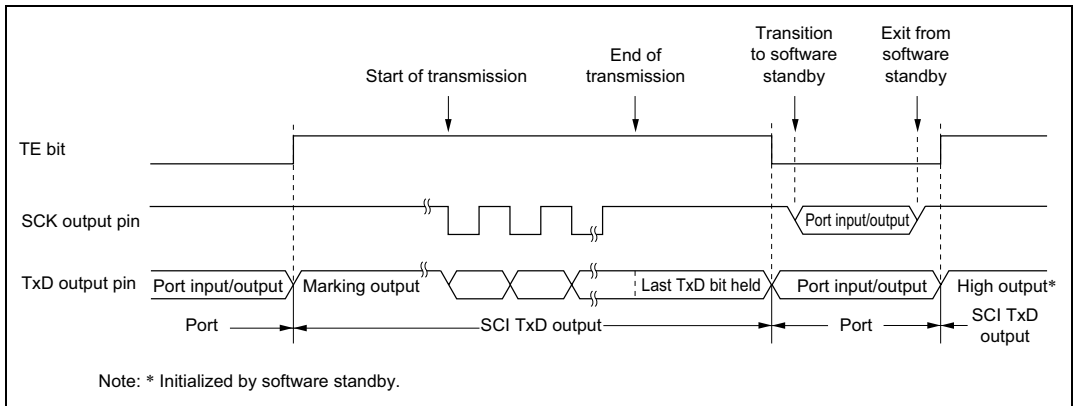 Transition
to software
standby
Exit from
software
standby
End of
transmission
Start of transmission
TE bit
SCK output pin
Port input/output
TxD output pin
Port input/output
Marking output
Last TxD bit held
Port input/output
High output*
Port
SCI TxD output
Port
SCI TxD
output
Note: * Initialized by software standby.